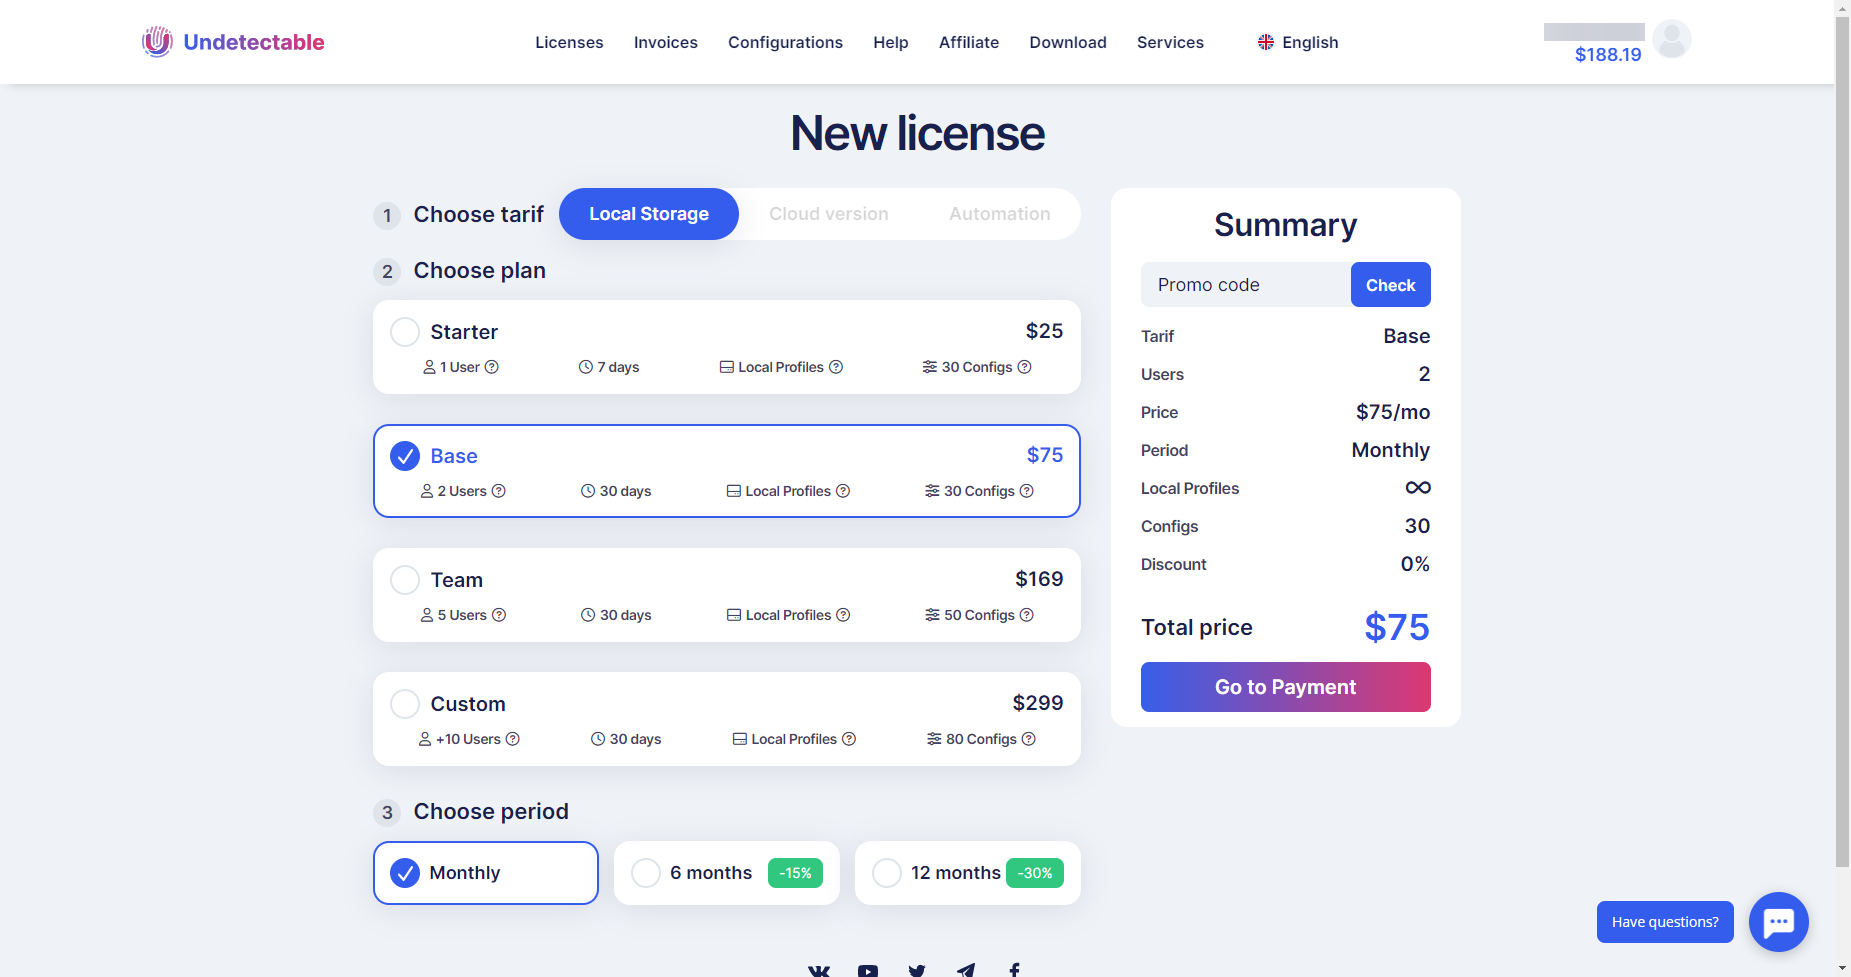 Undetectable
Licenses
Invoices
Configurations
Help
Affiliate
Download
Services
English
$188.19
New license
1 Choose tarif
Local Storage
Cloud version
Automation
2 Choose plan
Starter $25
1 User ? 7 days Local Profiles ? 30 Configs ?
Base $75
2 Users ? 30 days Local Profiles ? 30 Configs ?
Team $169
5 Users ? 30 days Local Profiles ? 50 Configs ?
Custom $299
+10 Users ? 30 days Local Profiles ? 80 Configs ?
3 Choose period
Monthly
6 months -15%
12 months -30%
Summary
Promo code Check
Tarif Base
Users 2
Price $75/mo
Period Monthly
Local Profiles ∞
Configs 30
Discount 0%
Total price $75
Go to Payment
Have questions?